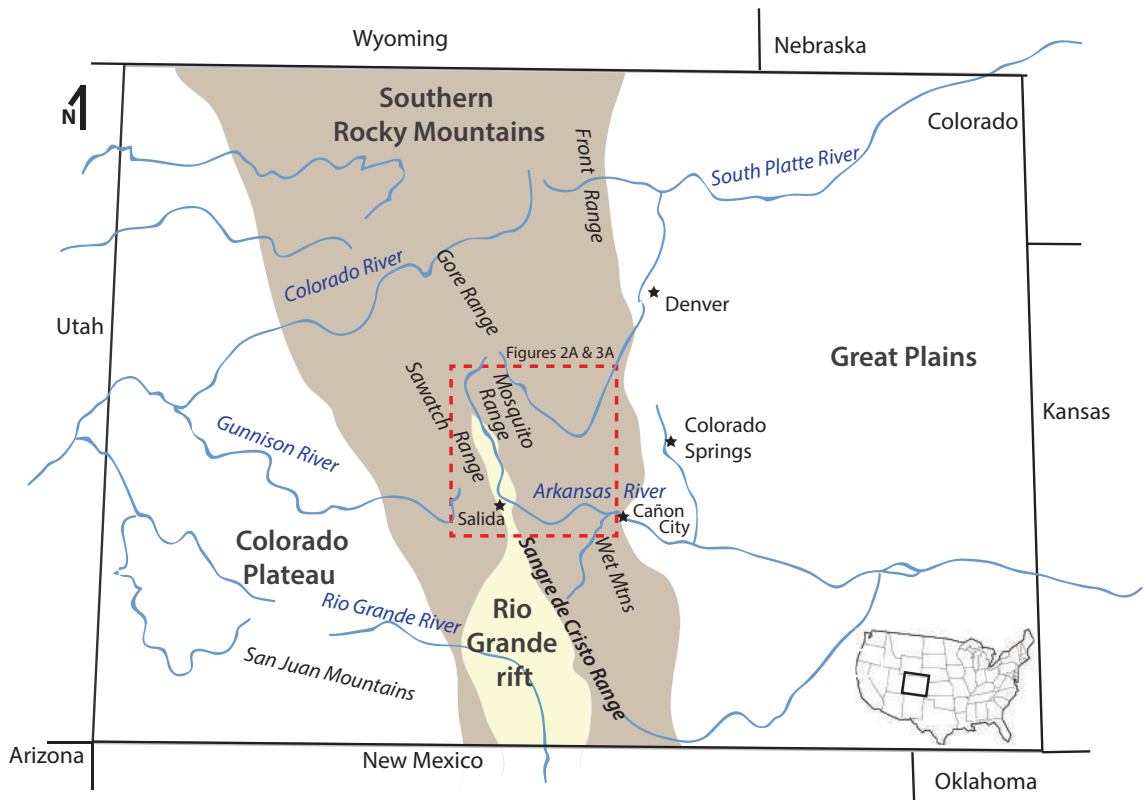 Wyoming
Nebraska
N
Southern
Rocky Mountains
Colorado
Front Range
South Platte River
Colorado River
Gore Range
Denver
Utah
Great Plains
Figures 2A & 3A
Sawatch Range
Mosquito
Range
Kansas
Colorado
Springs
Gunnison River
Arkansas River
Salida
Cañon
City
Colorado
Plateau
Sangre de Cristo Range
Wet Mtns
Rio Grande River
Rio
Grande
rift
San Juan Mountains
Arizona
New Mexico
Oklahoma